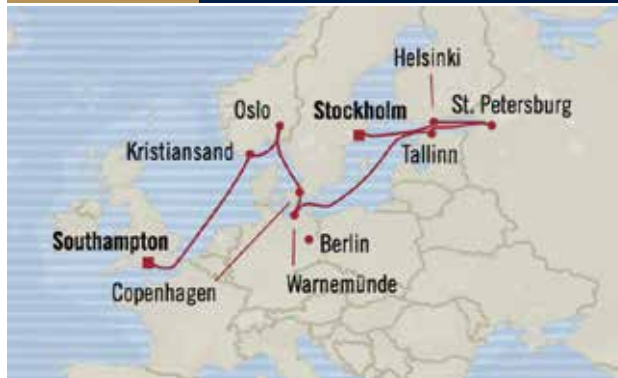 Helsinki
Oslo
Stockholm
St. Petersburg
Kristiansand
Tallinn
Southampton
Berlin
Copenhagen
Warnemünde